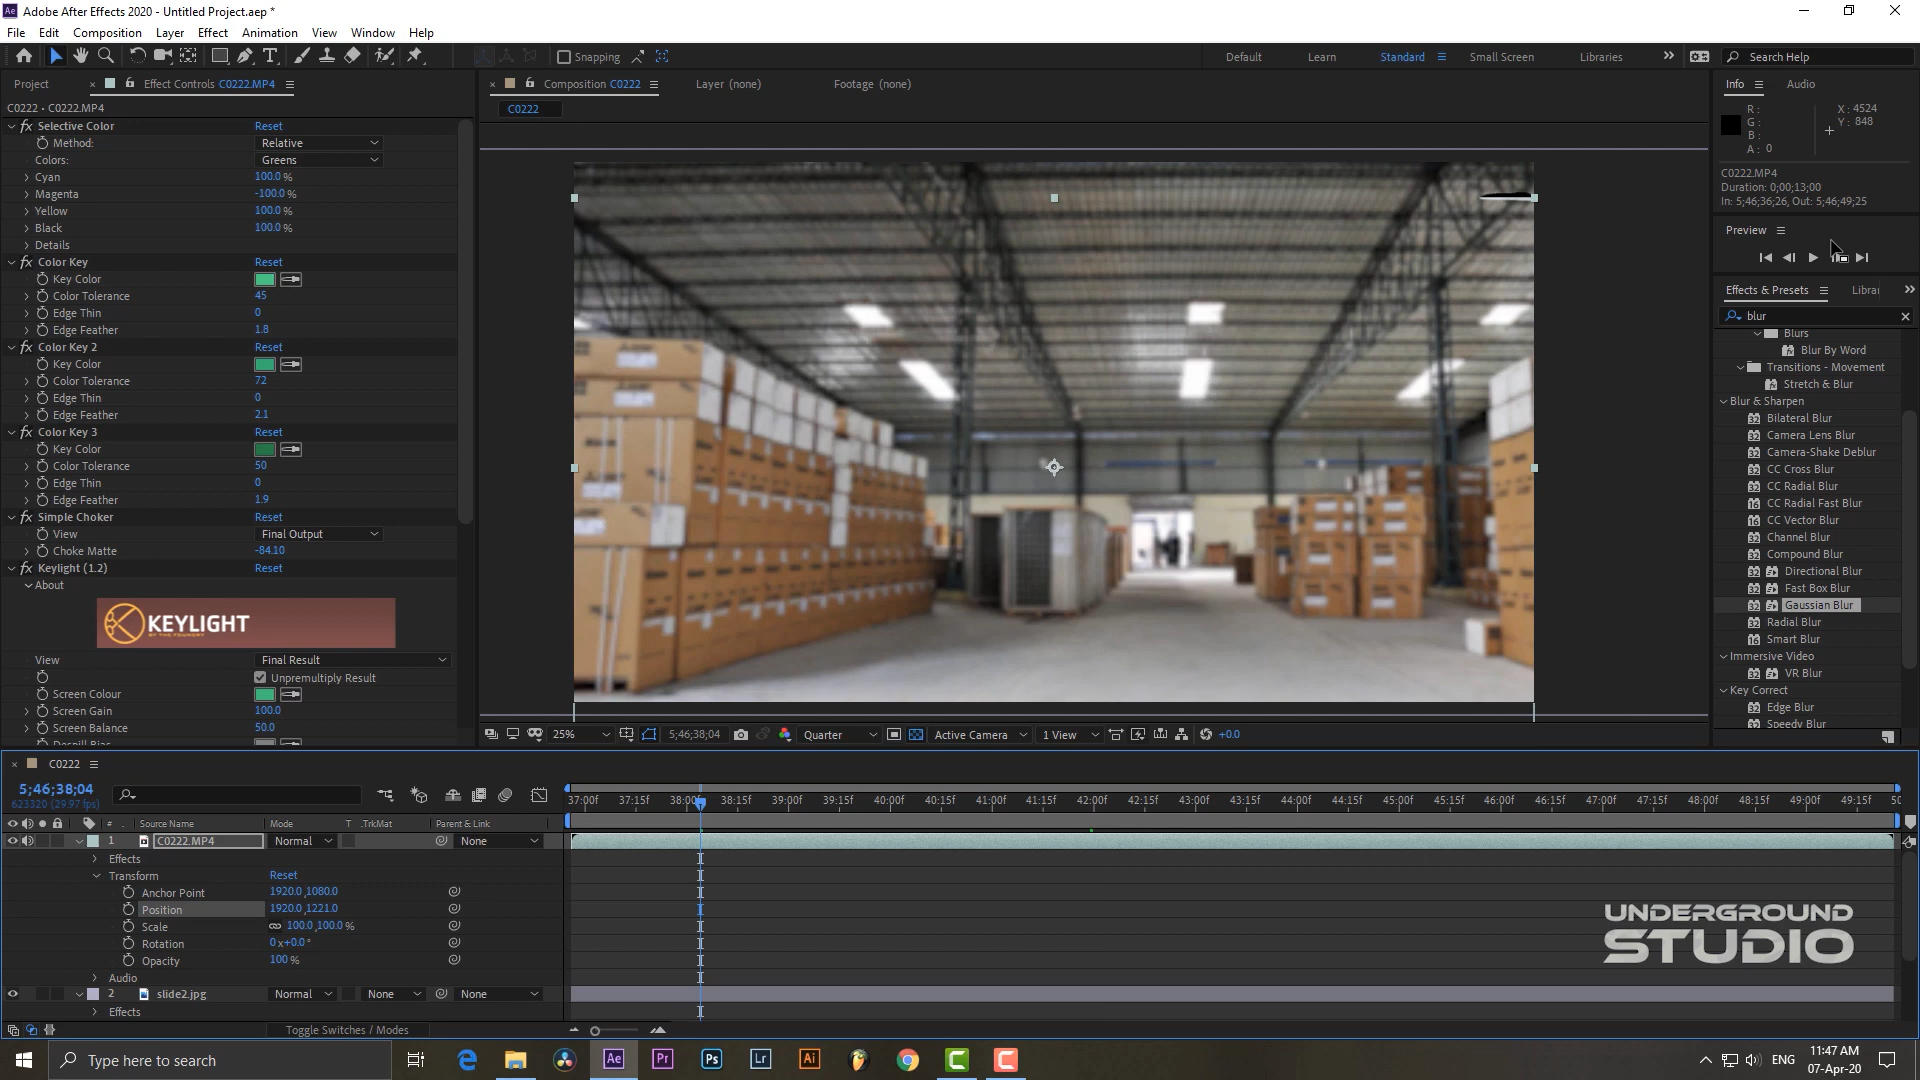 Adobe After Effects 2020 - Untitled Project.aep *
File Edit Composition Layer Effect Animation View Window Help
Snapping
Default Learn Standard Small Screen Libraries
Search Help
Project
Effect Controls C0222.MP4
C0222 • C0222.MP4
Selective Color Reset
Method: Relative
Colors: Greens
Cyan 100.0 %
Magenta -100.0 %
Yellow 100.0 %
Black 100.0 %
Details
Color Key Reset
Key Color
Color Tolerance 45
Edge Thin 0
Edge Feather 1.8
Color Key 2 Reset
Key Color
Color Tolerance 72
Edge Thin 0
Edge Feather 2.1
Color Key 3 Reset
Key Color
Color Tolerance 50
Edge Thin 0
Edge Feather 1.9
Simple Choker Reset
View Final Output
Choke Matte -84.10
Keylight (1.2) Reset
About
KEYLIGHT
BY THE FOUNDRY
View Final Result
Unpremultiply Result
Screen Colour
Screen Gain 100.0
Screen Balance 50.0
Despill Bias
Composition C0222
Layer (none)
Footage (none)
C0222
25% 5;46;38;04 Quarter Active Camera 1 View +0.0
Info Audio
R :
G :
B :
A : 0
X : 4524
Y : 848
C0222.MP4
Duration: 0;00;13;00
In: 5;46;36;26, Out: 5;46;49;25
Preview
Effects & Presets Librar
blur
Blurs
Blur By Word
Transitions - Movement
Stretch & Blur
Blur & Sharpen
Bilateral Blur
Camera Lens Blur
Camera-Shake Deblur
CC Cross Blur
CC Radial Blur
CC Radial Fast Blur
CC Vector Blur
Channel Blur
Compound Blur
Directional Blur
Fast Box Blur
Gaussian Blur
Radial Blur
Smart Blur
Immersive Video
VR Blur
Key Correct
Edge Blur
Speedy Blur
C0222
5;46;38;04
623320 (29.97 fps)
37:00f 37:15f 38:00f 38:15f 39:00f 39:15f 40:00f 40:15f 41:00f 41:15f 42:00f 42:15f 43:00f 43:15f 44:00f 44:15f 45:00f 45:15f 46:00f 46:15f 47:00f 47:15f 48:00f 48:15f 49:00f 49:15f 50
# . Source Name Mode T .TrkMat Parent & Link
1 C0222.MP4 Normal None
Effects
Transform Reset
Anchor Point 1920.0 ,1080.0
Position 1920.0 ,1221.0
Scale 100.0 ,100.0 %
Rotation 0 x+0.0 °
Opacity 100 %
Audio
2 slide2.jpg Normal None None
Effects
Toggle Switches / Modes
UNDERGROUND
STUDIO
Type here to search
Ae Pr Ps Lr Ai
ENG
11:47 AM
07-Apr-20